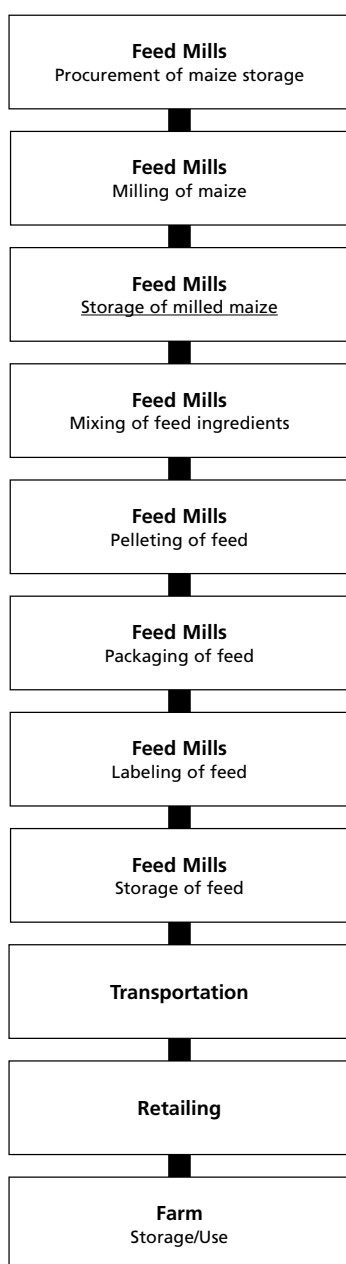 Feed Mills
Procurement of maize storage
Feed Mills
Milling of maize
Feed Mills
Storage of milled maize
Feed Mills
Mixing of feed ingredients
Feed Mills
Pelleting of feed
Feed Mills
Packaging of feed
Feed Mills
Labeling of feed
Feed Mills
Storage of feed
Transportation
Retailing
Farm
Storage/Use